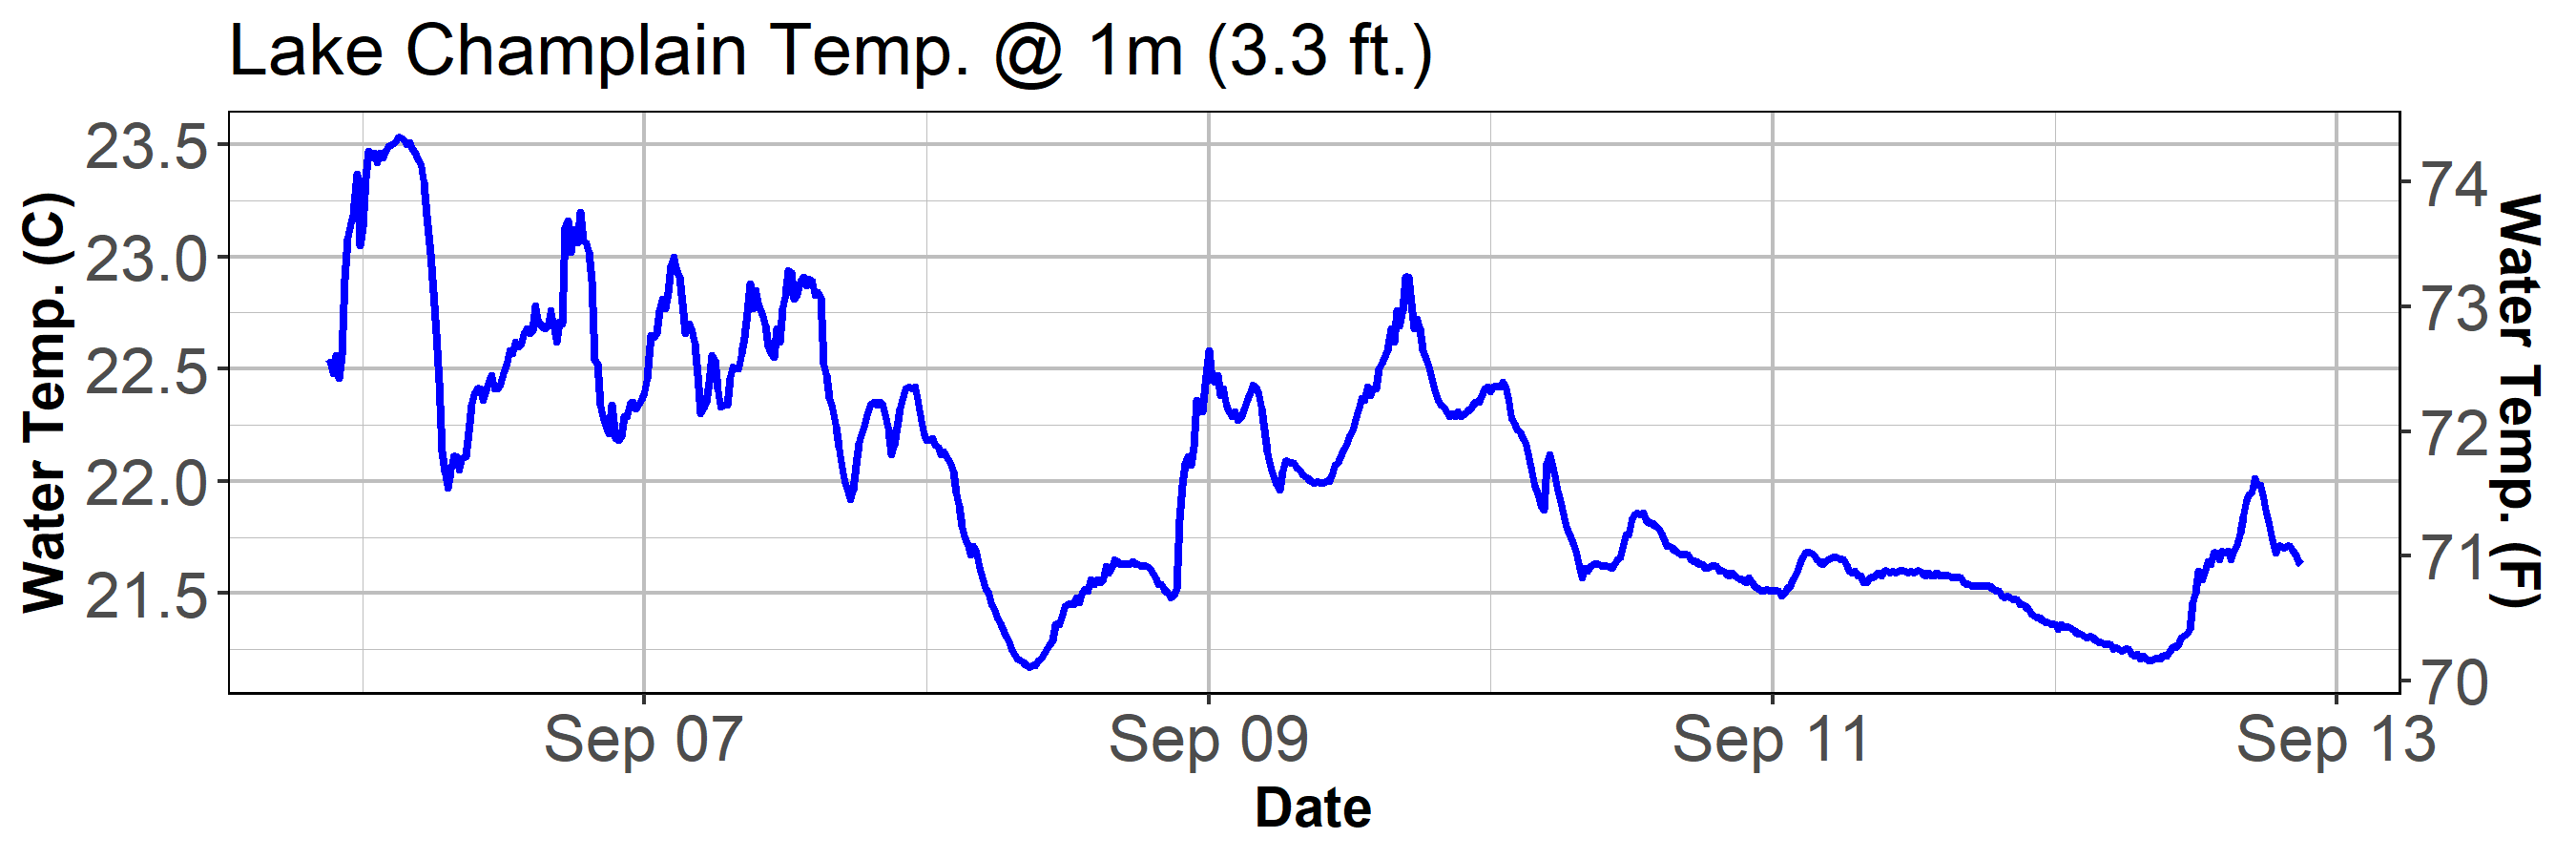 Lake Champlain Temp. @ 1m (3.3 ft.)
Water Temp. (C)
23.5
23.0
22.5
22.0
21.5
74
73
72
71
70
Water Temp. (F)
Sep 07
Sep 09
Sep 11
Sep 13
Date